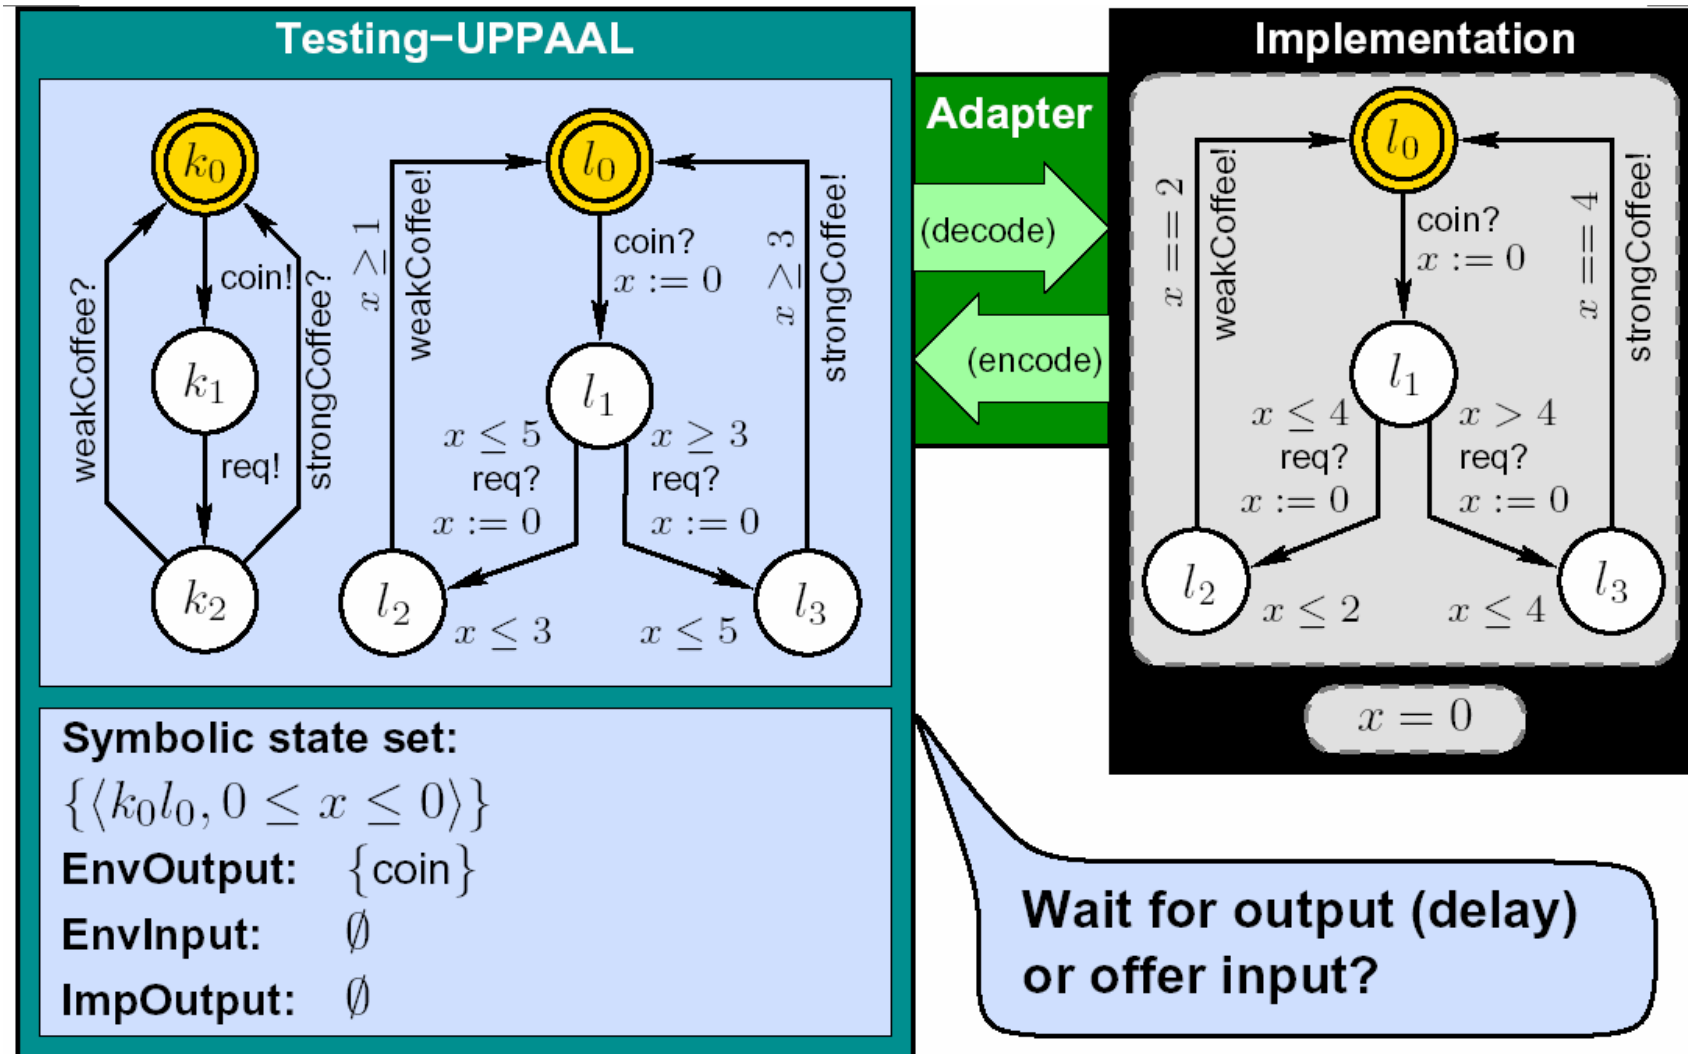 Testing-UPPAAL
k0
coin!
k1
req!
k2
weakCoffee?
strongCoffee?
l0
coin?
x := 0
l1
x ≤ 5
req?
x := 0
x ≥ 3
req?
x := 0
l2
x ≤ 3
l3
x ≤ 5
x ≥ 1
weakCoffee!
x ≥ 3
strongCoffee!
Symbolic state set:
{⟨k0l0, 0 ≤ x ≤ 0⟩}
EnvOutput: {coin}
EnvInput: ∅
ImpOutput: ∅
Adapter
(decode)
(encode)
Implementation
l0
coin?
x := 0
l1
x ≤ 4
req?
x := 0
x > 4
req?
x := 0
l2
x ≤ 2
l3
x ≤ 4
x == 2
weakCoffee!
x == 4
strongCoffee!
x = 0
Wait for output (delay)
or offer input?